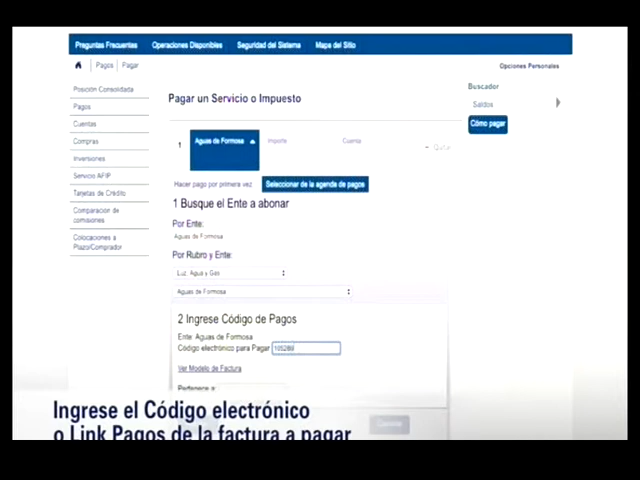 Preguntas Frecuentes Operaciones Disponibles Seguridad del Sistema Mapa del Sitio
Pagos Pagar
Opciones Personales
Posición Consolidada
Pagos
Cuentas
Compras
Inversiones
Servicio AFIP
Tarjetas de Crédito
Comparación de
comisiones
Colocaciones a
Plazo/Comprador
Pagar un Servicio o Impuesto
Buscador
Saldos
Cómo pagar
1 Aguas de Formosa Importe Cuenta
Hacer pago por primera vez Seleccionar de la agenda de pagos
1 Busque el Ente a abonar
Por Ente:
Aguas de Formosa
Por Rubro y Ente:
Luz, Agua y Gas
Aguas de Formosa
2 Ingrese Código de Pagos
Ente: Aguas de Formosa
Código electrónico para Pagar
Ver Modelo de Factura
Pertenece a
Ingrese el Código electrónico
o Link Pagos de la factura a pagar